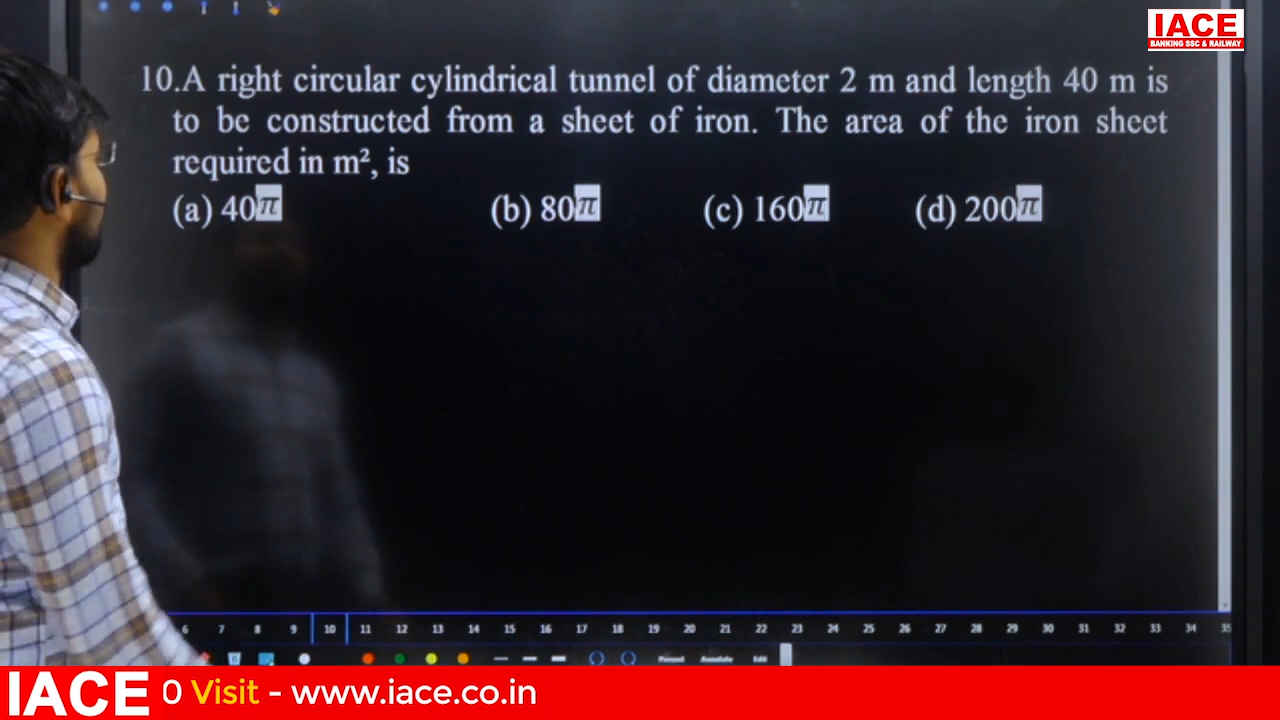 IACE
BANKING SSC & RAILWAY
10.A right circular cylindrical tunnel of diameter 2 m and length 40 m is
to be constructed from a sheet of iron. The area of the iron sheet
required in m², is
(a) 40π (b) 80π (c) 160π (d) 200π
6 7 8 9 10 11 12 13 14 15 16 17 18 19 20 21 22 23 24 25 26 27 28 29 30 31 32 33 34 35
Present Annotate Edit
IACE 0 Visit - www.iace.co.in